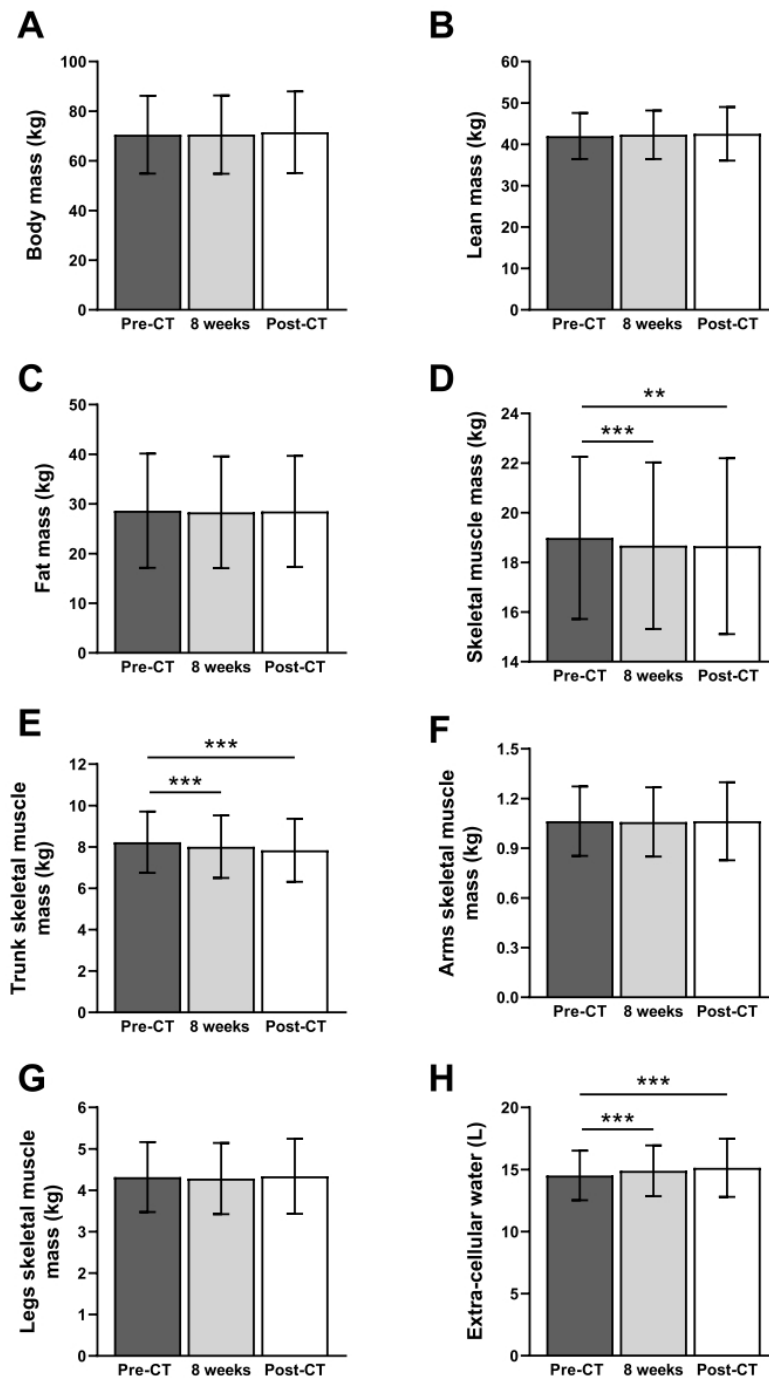 A
Body mass (kg)
100
80
60
40
20
0
Pre-CT 8 weeks Post-CT
B
Lean mass (kg)
60
50
40
30
20
10
0
Pre-CT 8 weeks Post-CT
C
Fat mass (kg)
50
40
30
20
10
0
Pre-CT 8 weeks Post-CT
D
Skeletal muscle mass (kg)
24
22
20
18
16
14
**
***
Pre-CT 8 weeks Post-CT
E
Trunk skeletal muscle
mass (kg)
12
10
8
6
4
2
0
***
***
Pre-CT 8 weeks Post-CT
F
Arms skeletal muscle
mass (kg)
1.5
1.2
0.9
0.6
0.3
0.0
Pre-CT 8 weeks Post-CT
G
Legs skeletal muscle
mass (kg)
6
5
4
3
2
1
0
Pre-CT 8 weeks Post-CT
H
Extra-cellular water (L)
20
15
10
5
0
***
***
Pre-CT 8 weeks Post-CT